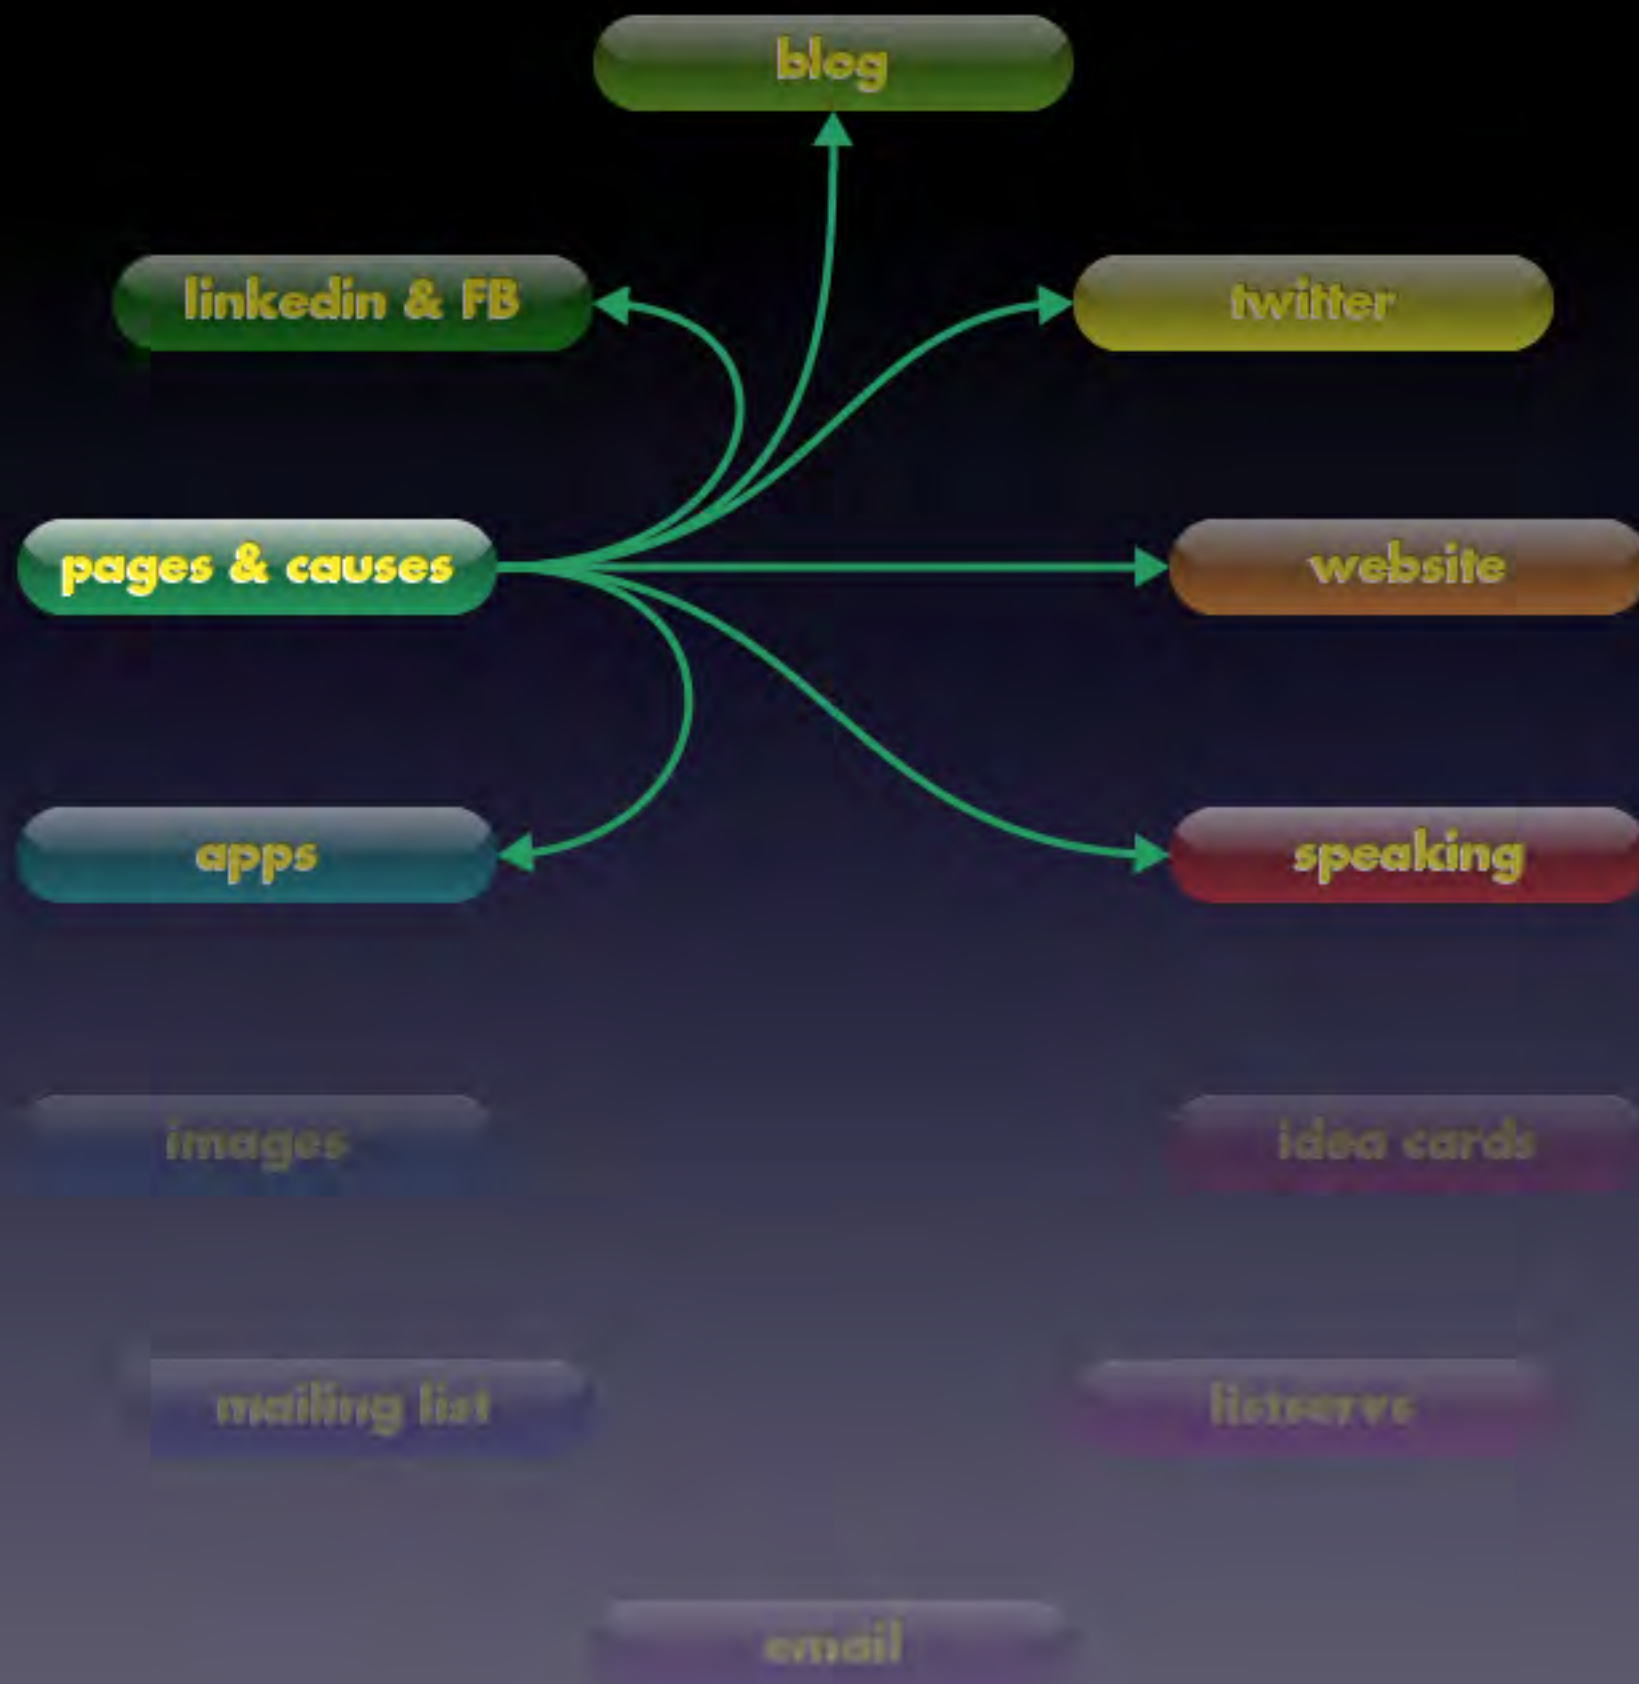 blog
linkedin & FB
twitter
pages & causes
website
apps
speaking
images
idea cards
mailing list
listservs
email